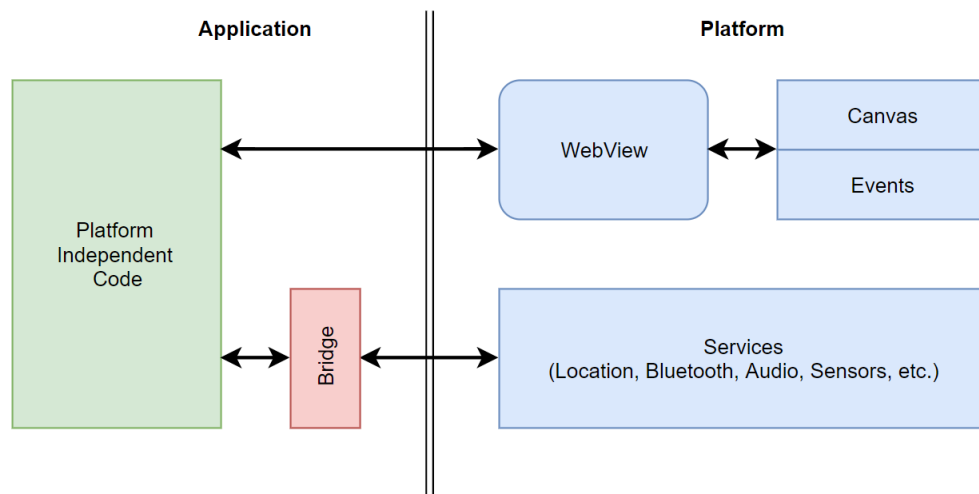 Application
Platform
Platform
Independent
Code
Bridge
WebView
Canvas
Events
Services
(Location, Bluetooth, Audio, Sensors, etc.)